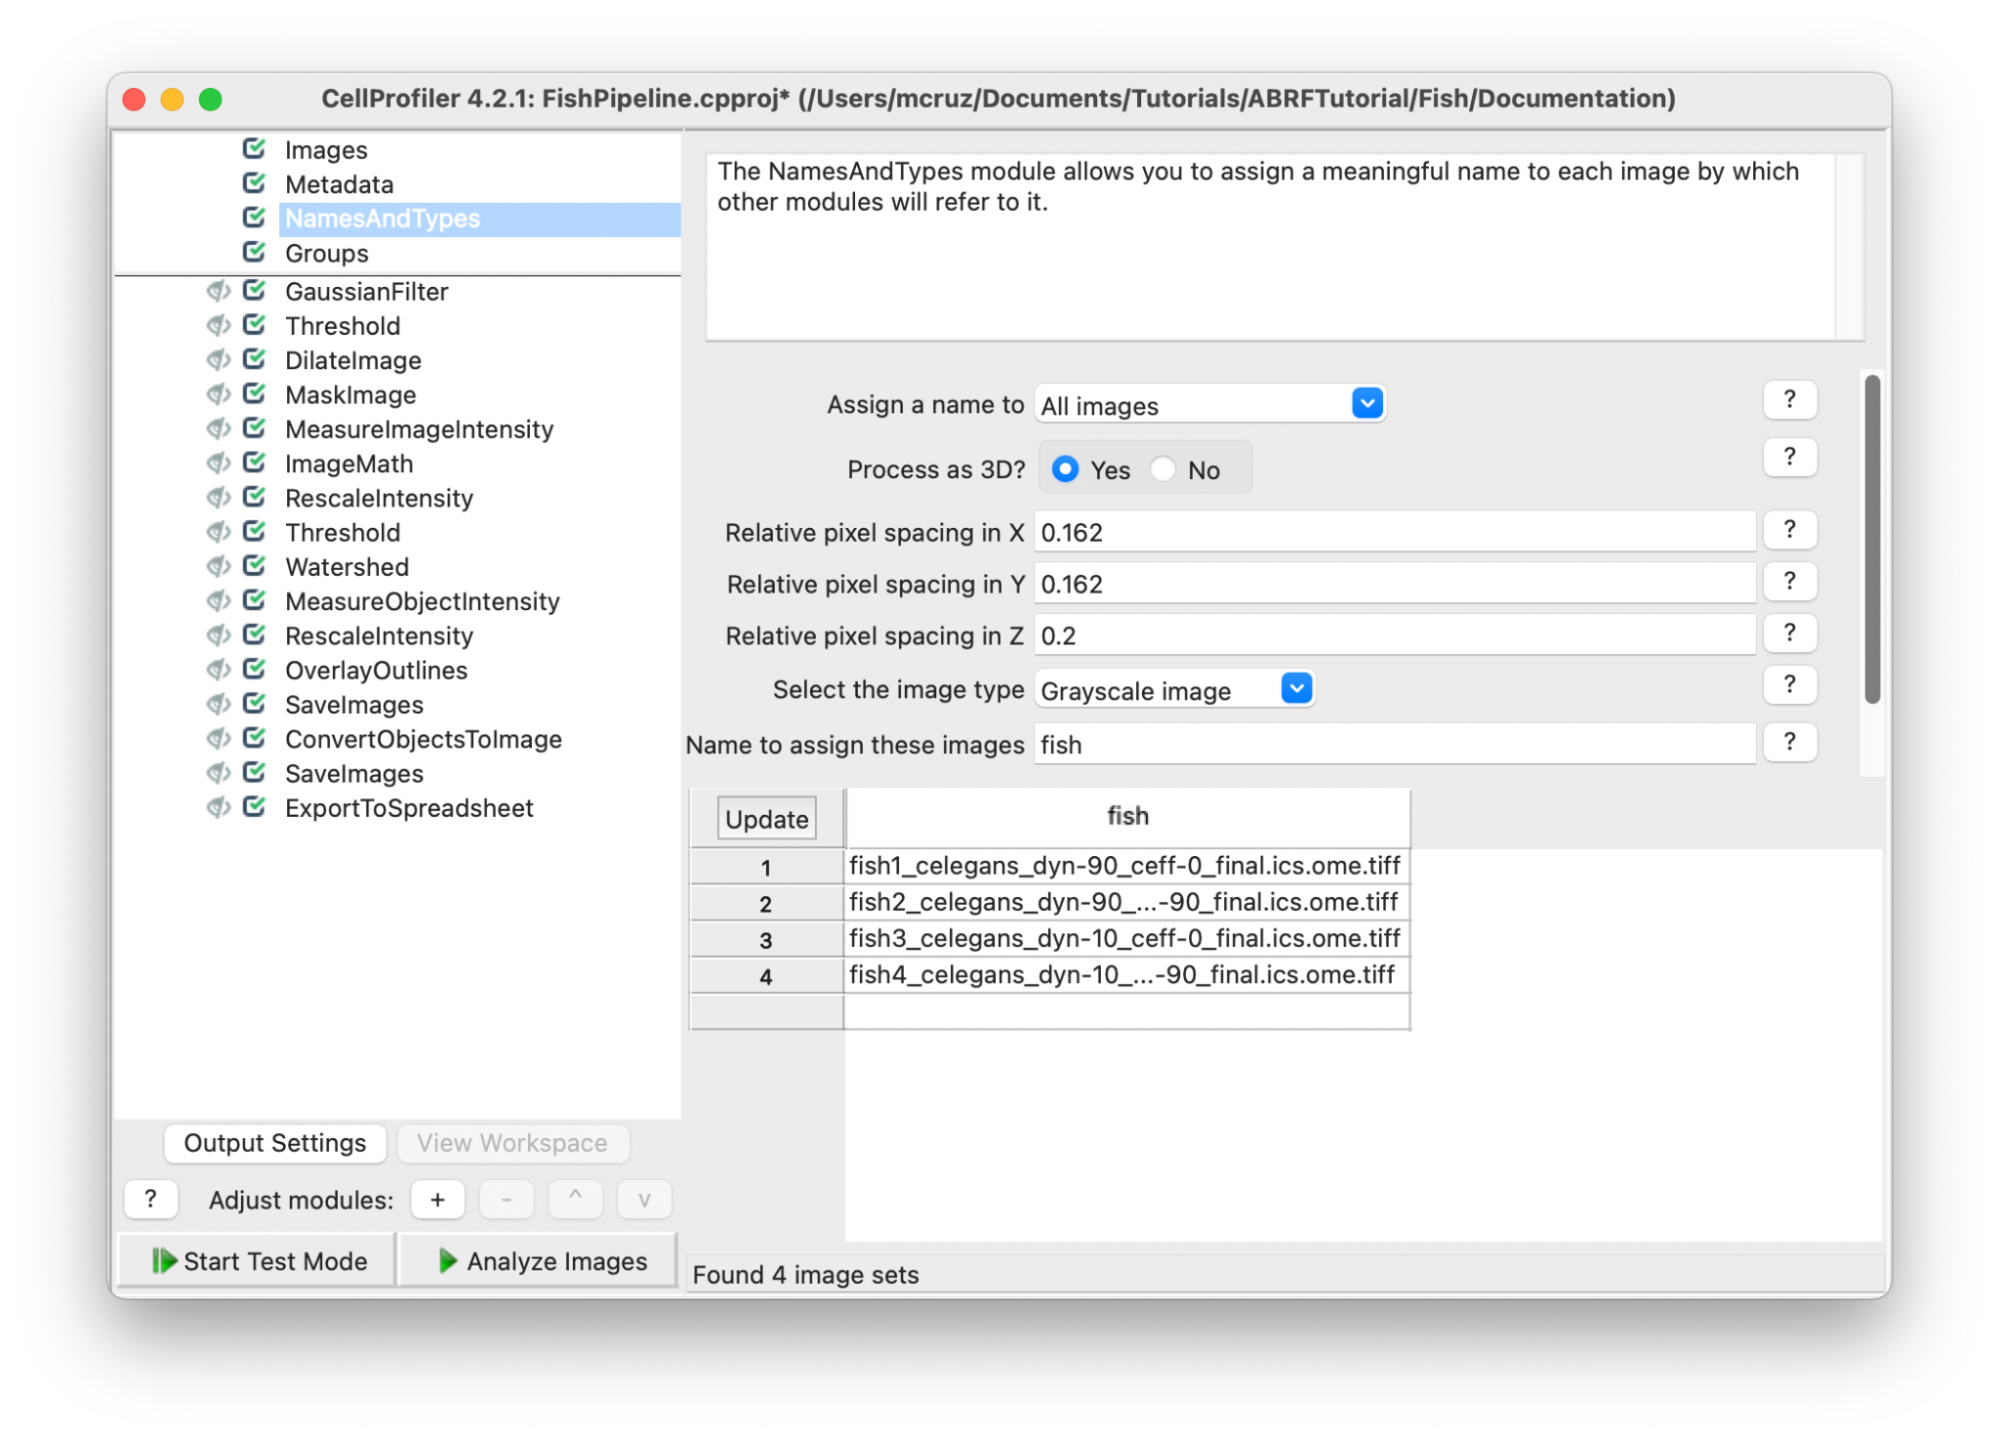 CellProfiler 4.2.1: FishPipeline.cpproj* (/Users/mcruz/Documents/Tutorials/ABRFTutorial/Fish/Documentation)
Images
Metadata
NamesAndTypes
Groups
GaussianFilter
Threshold
DilateImage
MaskImage
MeasureImageIntensity
ImageMath
RescaleIntensity
Threshold
Watershed
MeasureObjectIntensity
RescaleIntensity
OverlayOutlines
SaveImages
ConvertObjectsToImage
SaveImages
ExportToSpreadsheet
Output Settings View Workspace
? Adjust modules: + - ^ v
Start Test Mode Analyze Images
The NamesAndTypes module allows you to assign a meaningful name to each image by which
other modules will refer to it.
Assign a name to All images ?
Process as 3D? Yes No ?
Relative pixel spacing in X 0.162 ?
Relative pixel spacing in Y 0.162 ?
Relative pixel spacing in Z 0.2 ?
Select the image type Grayscale image ?
Name to assign these images fish ?
Update fish
1 fish1_celegans_dyn-90_ceff-0_final.ics.ome.tiff
2 fish2_celegans_dyn-90_...-90_final.ics.ome.tiff
3 fish3_celegans_dyn-10_ceff-0_final.ics.ome.tiff
4 fish4_celegans_dyn-10_...-90_final.ics.ome.tiff
Found 4 image sets